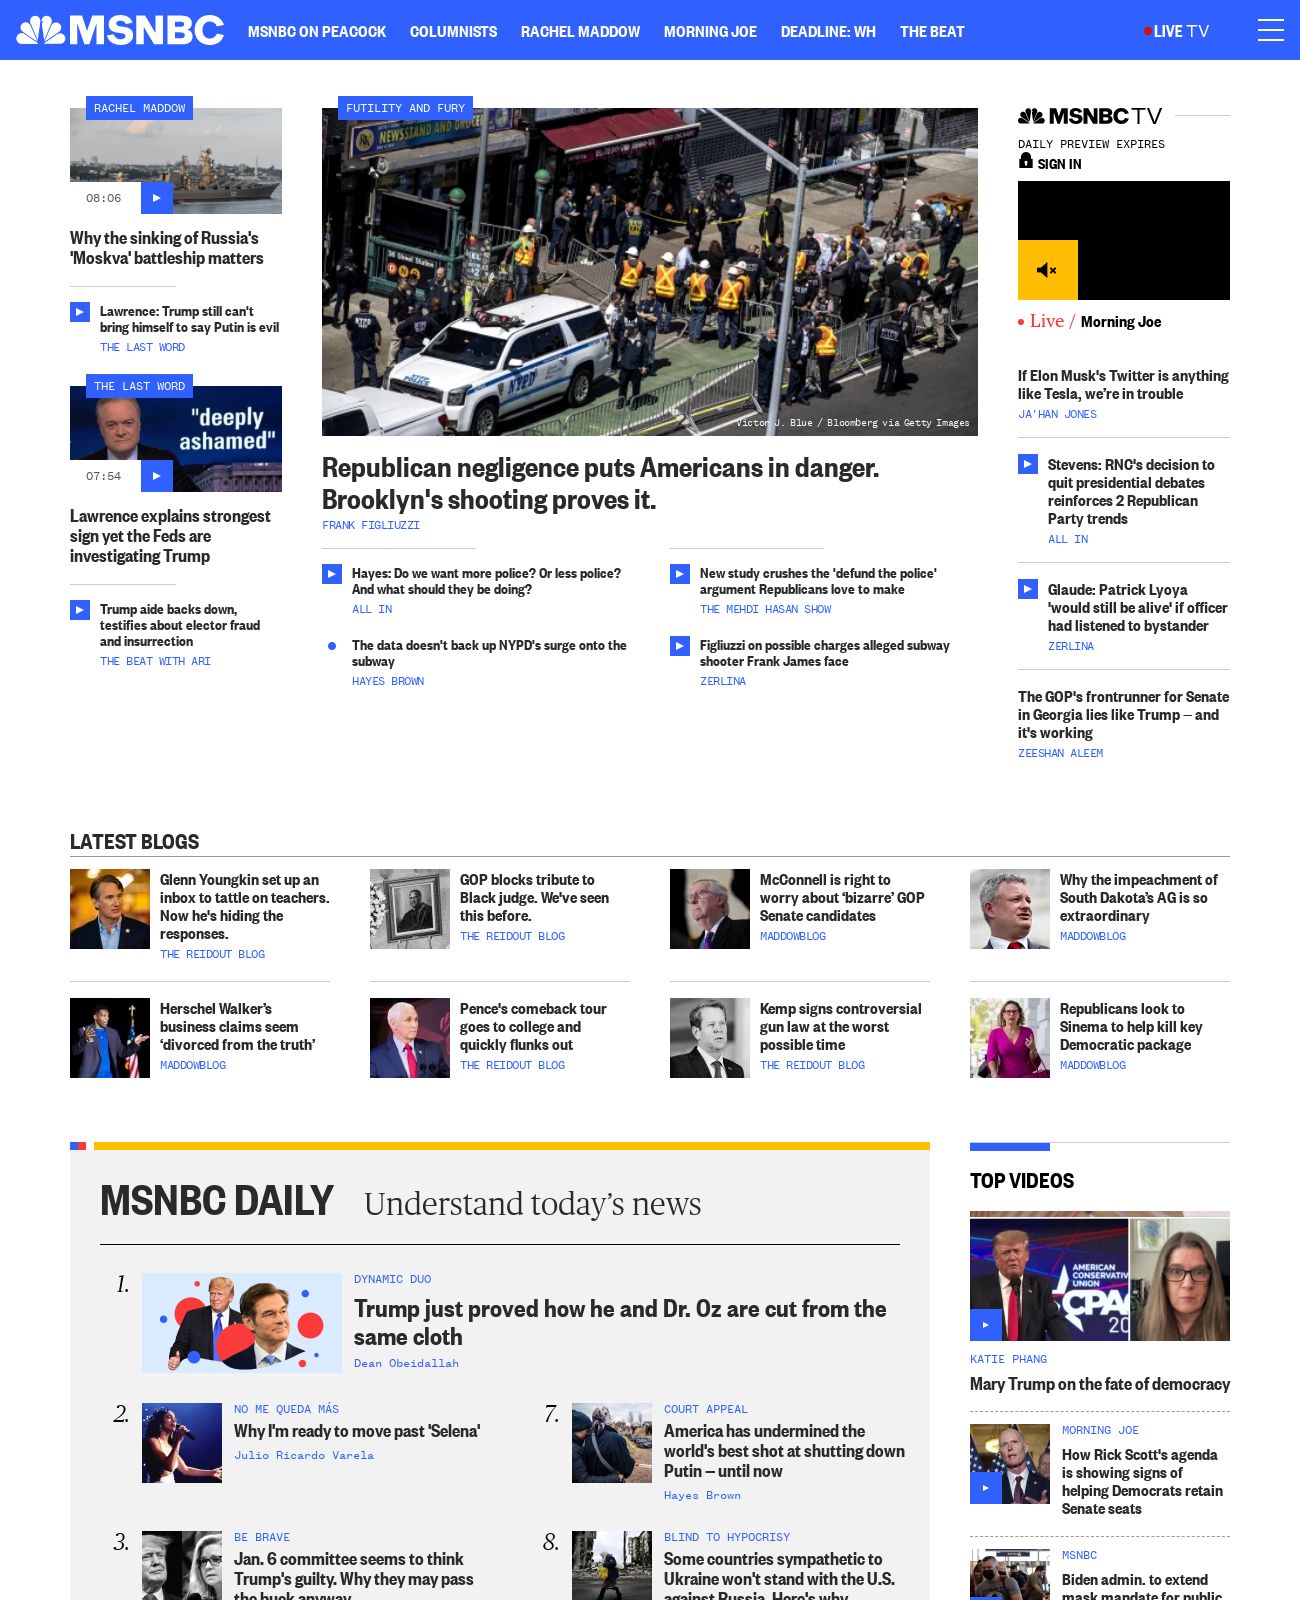 MSNBC
MSNBC ON PEACOCK
COLUMNISTS
RACHEL MADDOW
MORNING JOE
DEADLINE: WH
THE BEAT
LIVE TV
RACHEL MADDOW
08:06
Why the sinking of Russia's
'Moskva' battleship matters
Lawrence: Trump still can't
bring himself to say Putin is evil
THE LAST WORD
THE LAST WORD
"deeply
ashamed"
07:54
Lawrence explains strongest
sign yet the Feds are
investigating Trump
Trump aide backs down,
testifies about elector fraud
and insurrection
THE BEAT WITH ARI
FUTILITY AND FURY
NEWSSTAND AND GROCE
36 Street Station
NYPD
NYPD
POLICE
Victor J. Blue / Bloomberg via Getty Images
Republican negligence puts Americans in danger.
Brooklyn's shooting proves it.
FRANK FIGLIUZZI
Hayes: Do we want more police? Or less police?
And what should they be doing?
ALL IN
The data doesn't back up NYPD's surge onto the
subway
HAYES BROWN
New study crushes the 'defund the police'
argument Republicans love to make
THE MEHDI HASAN SHOW
Figliuzzi on possible charges alleged subway
shooter Frank James face
ZERLINA
MSNBC TV
DAILY PREVIEW EXPIRES
SIGN IN
Live / Morning Joe
If Elon Musk's Twitter is anything
like Tesla, we’re in trouble
JA'HAN JONES
Stevens: RNC's decision to
quit presidential debates
reinforces 2 Republican
Party trends
ALL IN
Glaude: Patrick Lyoya
'would still be alive' if officer
had listened to bystander
ZERLINA
The GOP's frontrunner for Senate
in Georgia lies like Trump — and
it's working
ZEESHAN ALEEM
LATEST BLOGS
Glenn Youngkin set up an
inbox to tattle on teachers.
Now he's hiding the
responses.
THE REIDOUT BLOG
GOP blocks tribute to
Black judge. We've seen
this before.
THE REIDOUT BLOG
McConnell is right to
worry about ‘bizarre’ GOP
Senate candidates
MADDOWBLOG
Why the impeachment of
South Dakota’s AG is so
extraordinary
MADDOWBLOG
Herschel Walker’s
business claims seem
‘divorced from the truth’
MADDOWBLOG
Pence's comeback tour
goes to college and
quickly flunks out
THE REIDOUT BLOG
Kemp signs controversial
gun law at the worst
possible time
THE REIDOUT BLOG
Republicans look to
Sinema to help kill key
Democratic package
MADDOWBLOG
MSNBC DAILY Understand today’s news
1.
DYNAMIC DUO
Trump just proved how he and Dr. Oz are cut from the
same cloth
Dean Obeidallah
2.
NO ME QUEDA MÁS
Why I'm ready to move past 'Selena'
Julio Ricardo Varela
3.
BE BRAVE
Jan. 6 committee seems to think
Trump's guilty. Why they may pass
the buck anyway.
7.
COURT APPEAL
America has undermined the
world's best shot at shutting down
Putin — until now
Hayes Brown
8.
BLIND TO HYPOCRISY
Some countries sympathetic to
Ukraine won't stand with the U.S.
against Russia. Here's why.
TOP VIDEOS
AMERICAN
CONSERVATIV
UNION
CPA
20
KATIE PHANG
Mary Trump on the fate of democracy
MORNING JOE
How Rick Scott's agenda
is showing signs of
helping Democrats retain
Senate seats
MSNBC
Biden admin. to extend
mask mandate for public